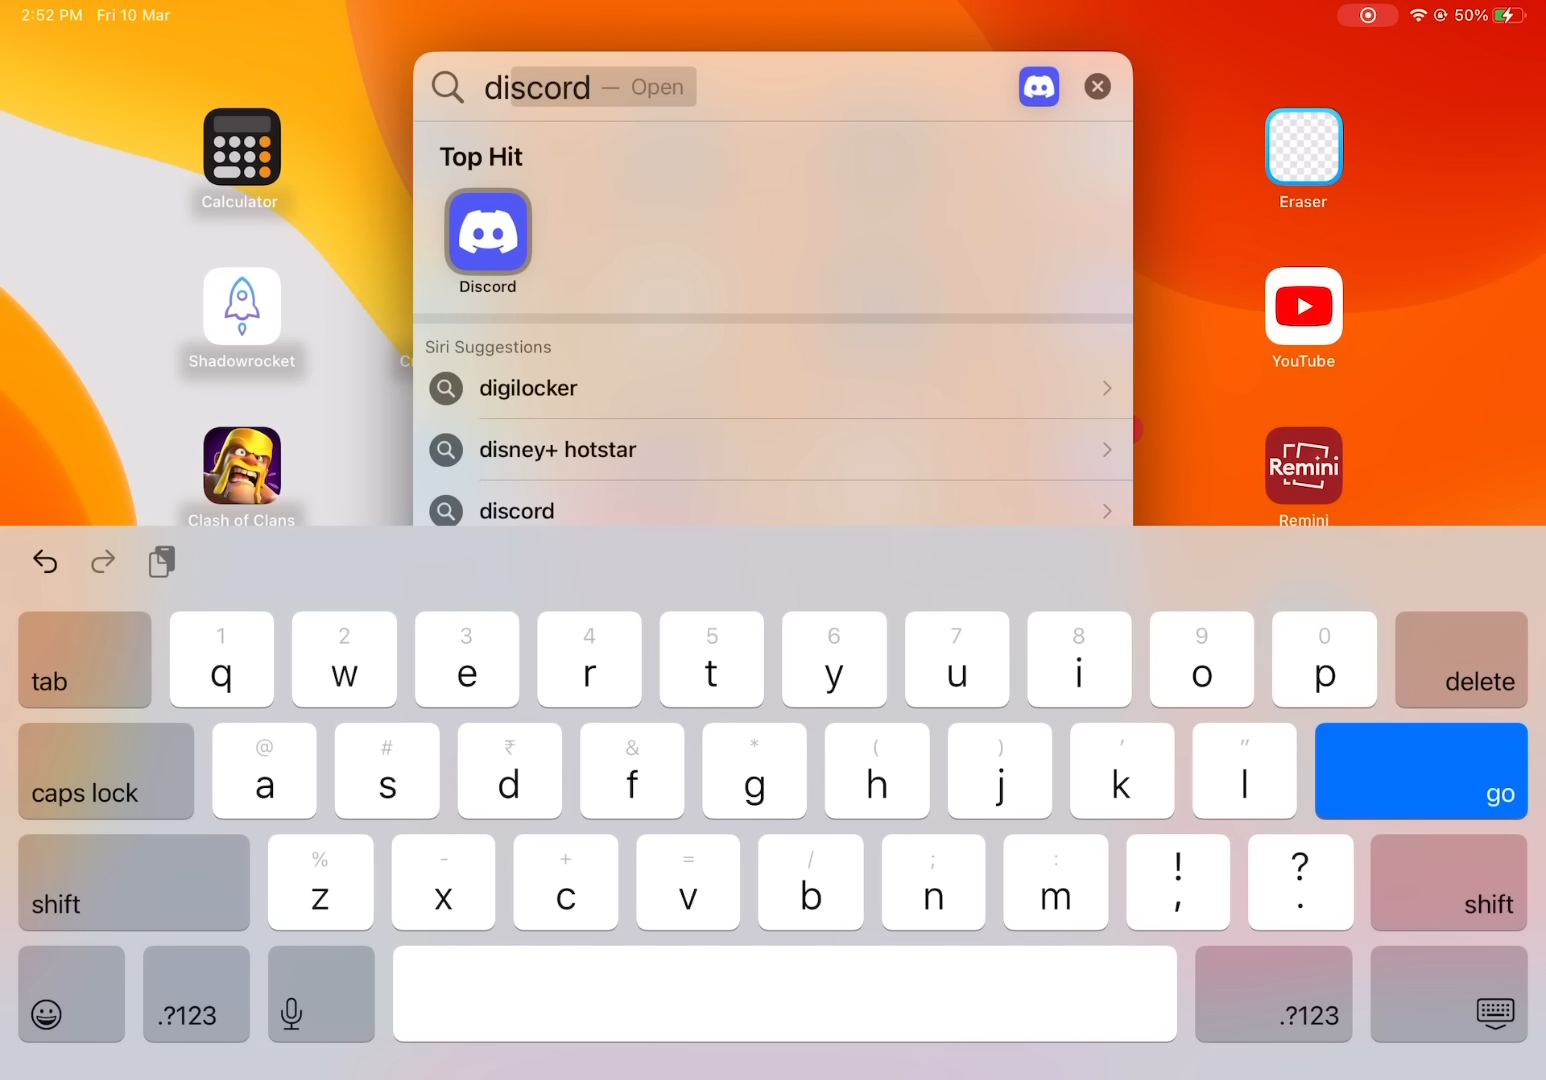 2:52 PM Fri 10 Mar
50%
discord — Open
Top Hit
Discord
Siri Suggestions
digilocker
disney+ hotstar
discord
Calculator
Shadowrocket
Clash of Clans
Eraser
YouTube
Remini
Remini
tab 1 q 2 w 3 e 4 r 5 t 6 y 7 u 8 i 9 o 0 p delete
caps lock @ a # s ₹ d & f * g ( h ) j ' k " l go
shift % z - x + c = v / b ; n : m ! , ? . shift
.?123 .?123